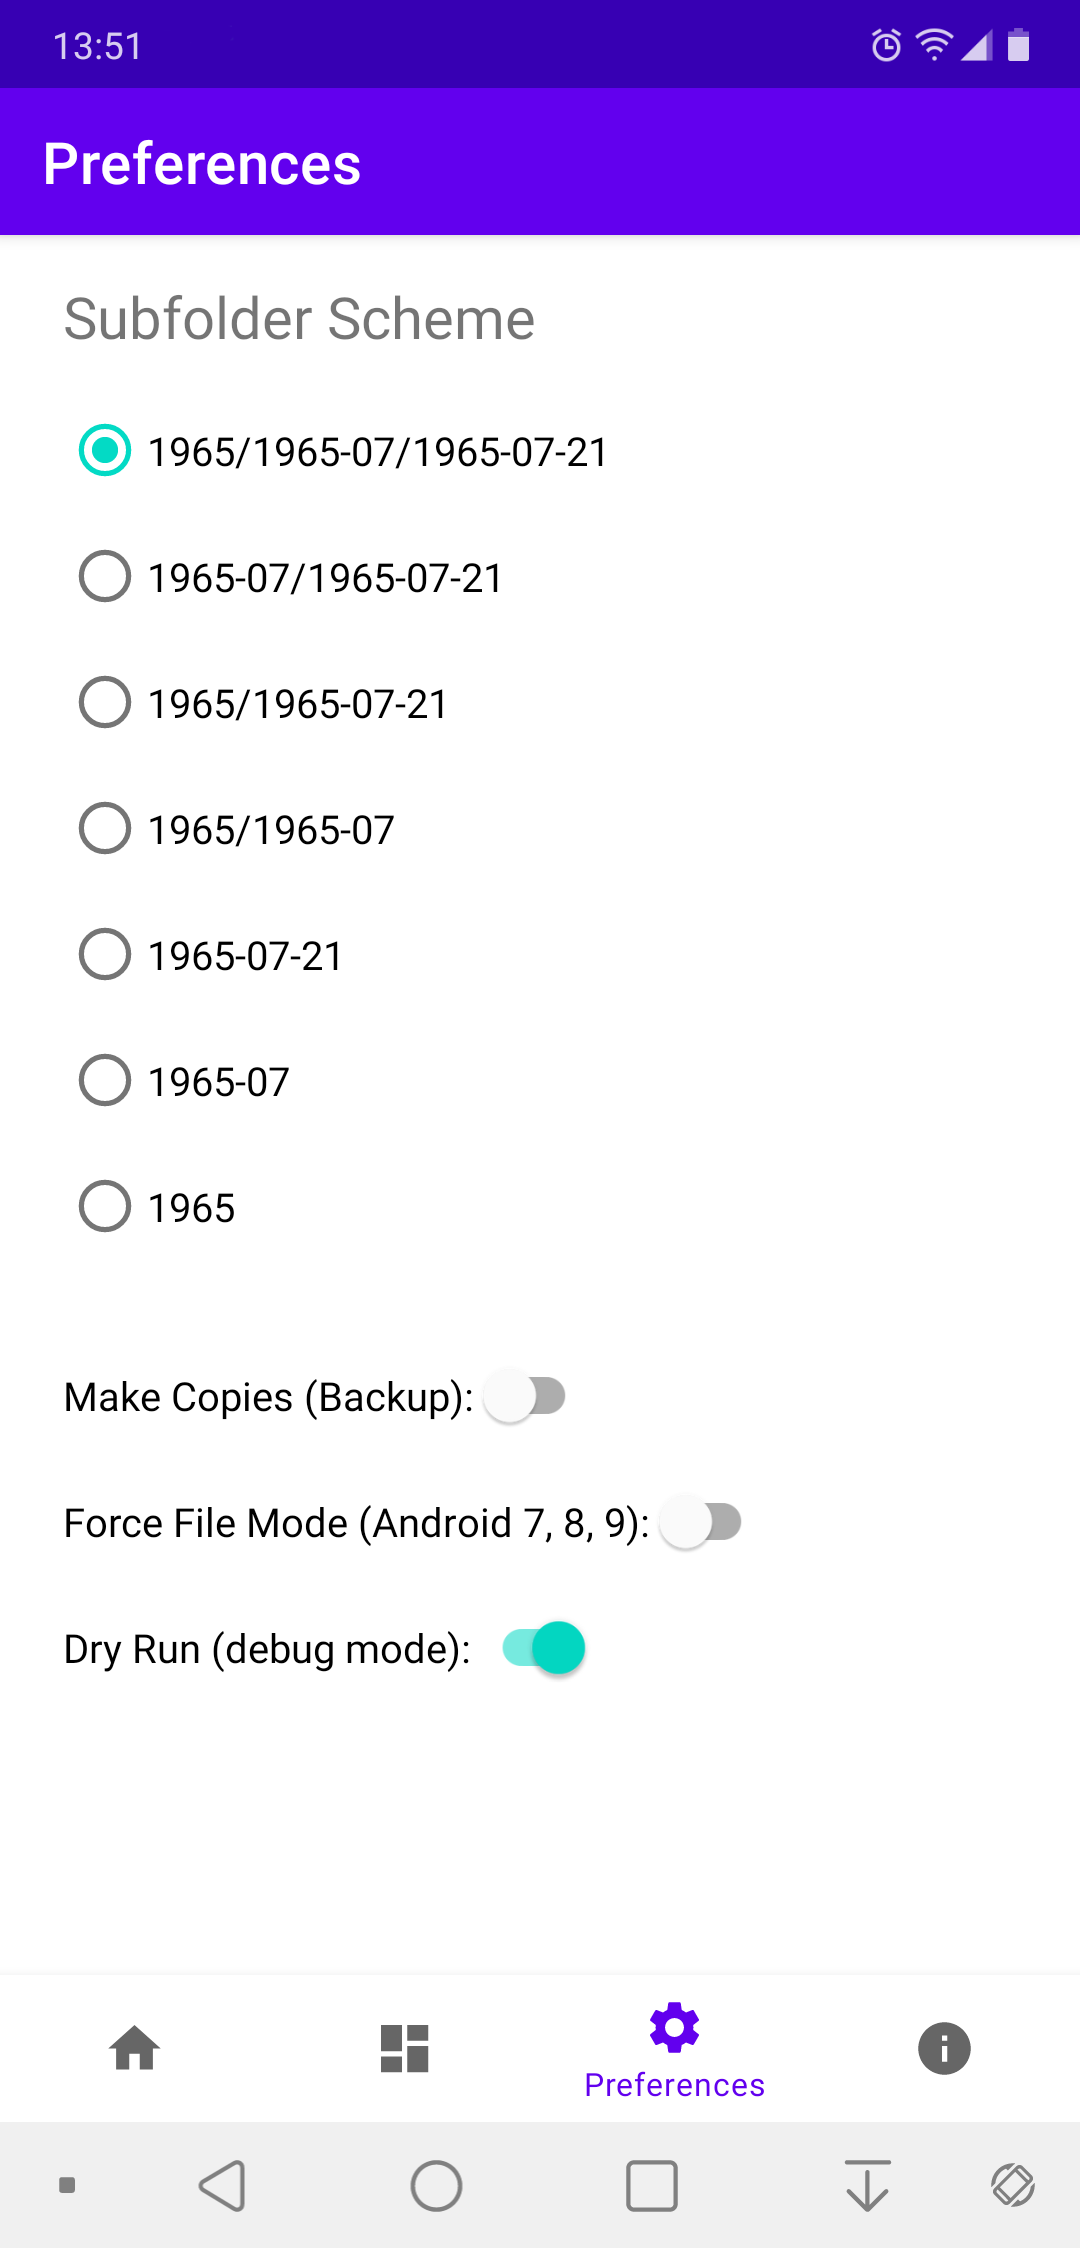 13:51
Preferences
Subfolder Scheme
1965/1965-07/1965-07-21
1965-07/1965-07-21
1965/1965-07-21
1965/1965-07
1965-07-21
1965-07
1965
Make Copies (Backup):
Force File Mode (Android 7, 8, 9):
Dry Run (debug mode):
Preferences